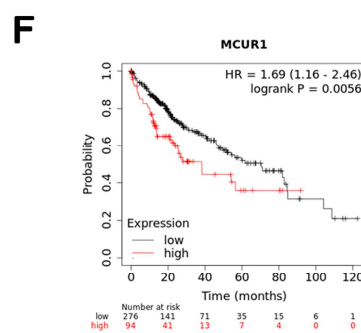 F
MCUR1
HR = 1.69 (1.16 - 2.46)
logrank P = 0.0056
Probability
1.0
0.8
0.6
0.4
0.2
0.0
Expression
low
high
0 20 40 60 80 100 120
Time (months)
Number at risk
low 276 141 71 35 15 6 1
high 94 41 13 7 4 0 0